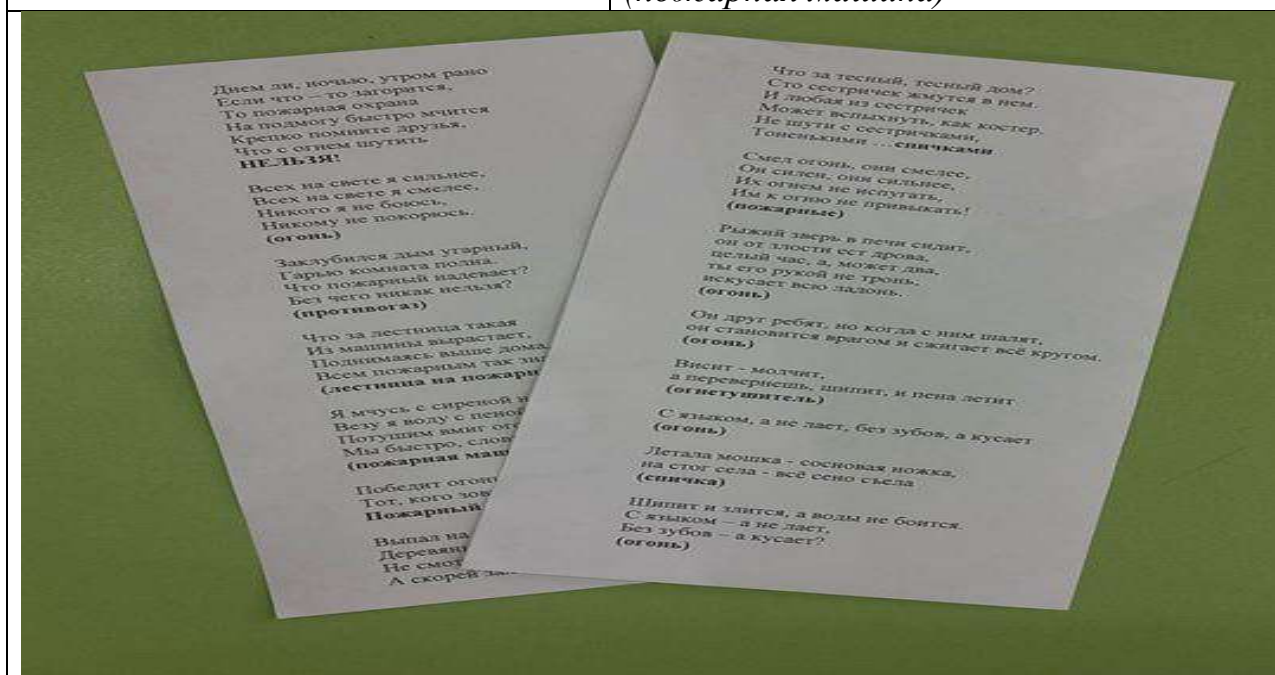 (пожарная машина)
Днем ли, ночью, утром рано
Если что – то загорится,
То пожарная охрана
На подмогу быстро мчится
Крепко помните друзья,
Что с огнем шутить
НЕЛЬЗЯ!
Всех на свете я сильнее,
Всех на свете я смелее,
Никого я не боюсь,
Никому не покорюсь.
(огонь)
Заклубился дым угарный,
Гарью комната полна.
Что пожарный надевает?
Без чего никак нельзя?
(противогаз)
Что за лестница такая
Из машины вырастает,
Поднимаясь выше дома,
Всем пожарным так
(лестница на
Я мчусь с сиреной
Везу я воду с пеной
Потушим вмиг
Мы быстро,
(пожарная
Победит
Тот, кого
Пожарный
Выпал на
Не
А скорей
Что за тесный, тесный дом?
Сто сестричек жмутся в нем.
И любая из сестричек
Может вспыхнуть, как костер.
Не шути с сестричками,
Тоненькими ...спичками
Смел огонь, они смелее,
Он силен, они сильнее,
Их огнем не испугать,
Им к огню не привыкать!
(пожарные)
Рыжий зверь в печи сидит,
он от злости ест дрова,
целый час, а, может два,
ты его рукой не тронь,
искусает всю ладонь.
(огонь)
Он друг ребят, но когда с ним шалят,
он становится врагом и сжигает всё кругом.
(огонь)
Висит - молчит,
а перевернешь, шипит, и пена летит
(огнетушитель)
С языком, а не лает, без зубов, а кусает
(огонь)
Летала мошка - сосновая ножка,
на стог села - всё сено съела
(спичка)
Шипит и злится, а воды не боится.
С языком – а не лает,
Без зубов – а кусает?
(огонь)